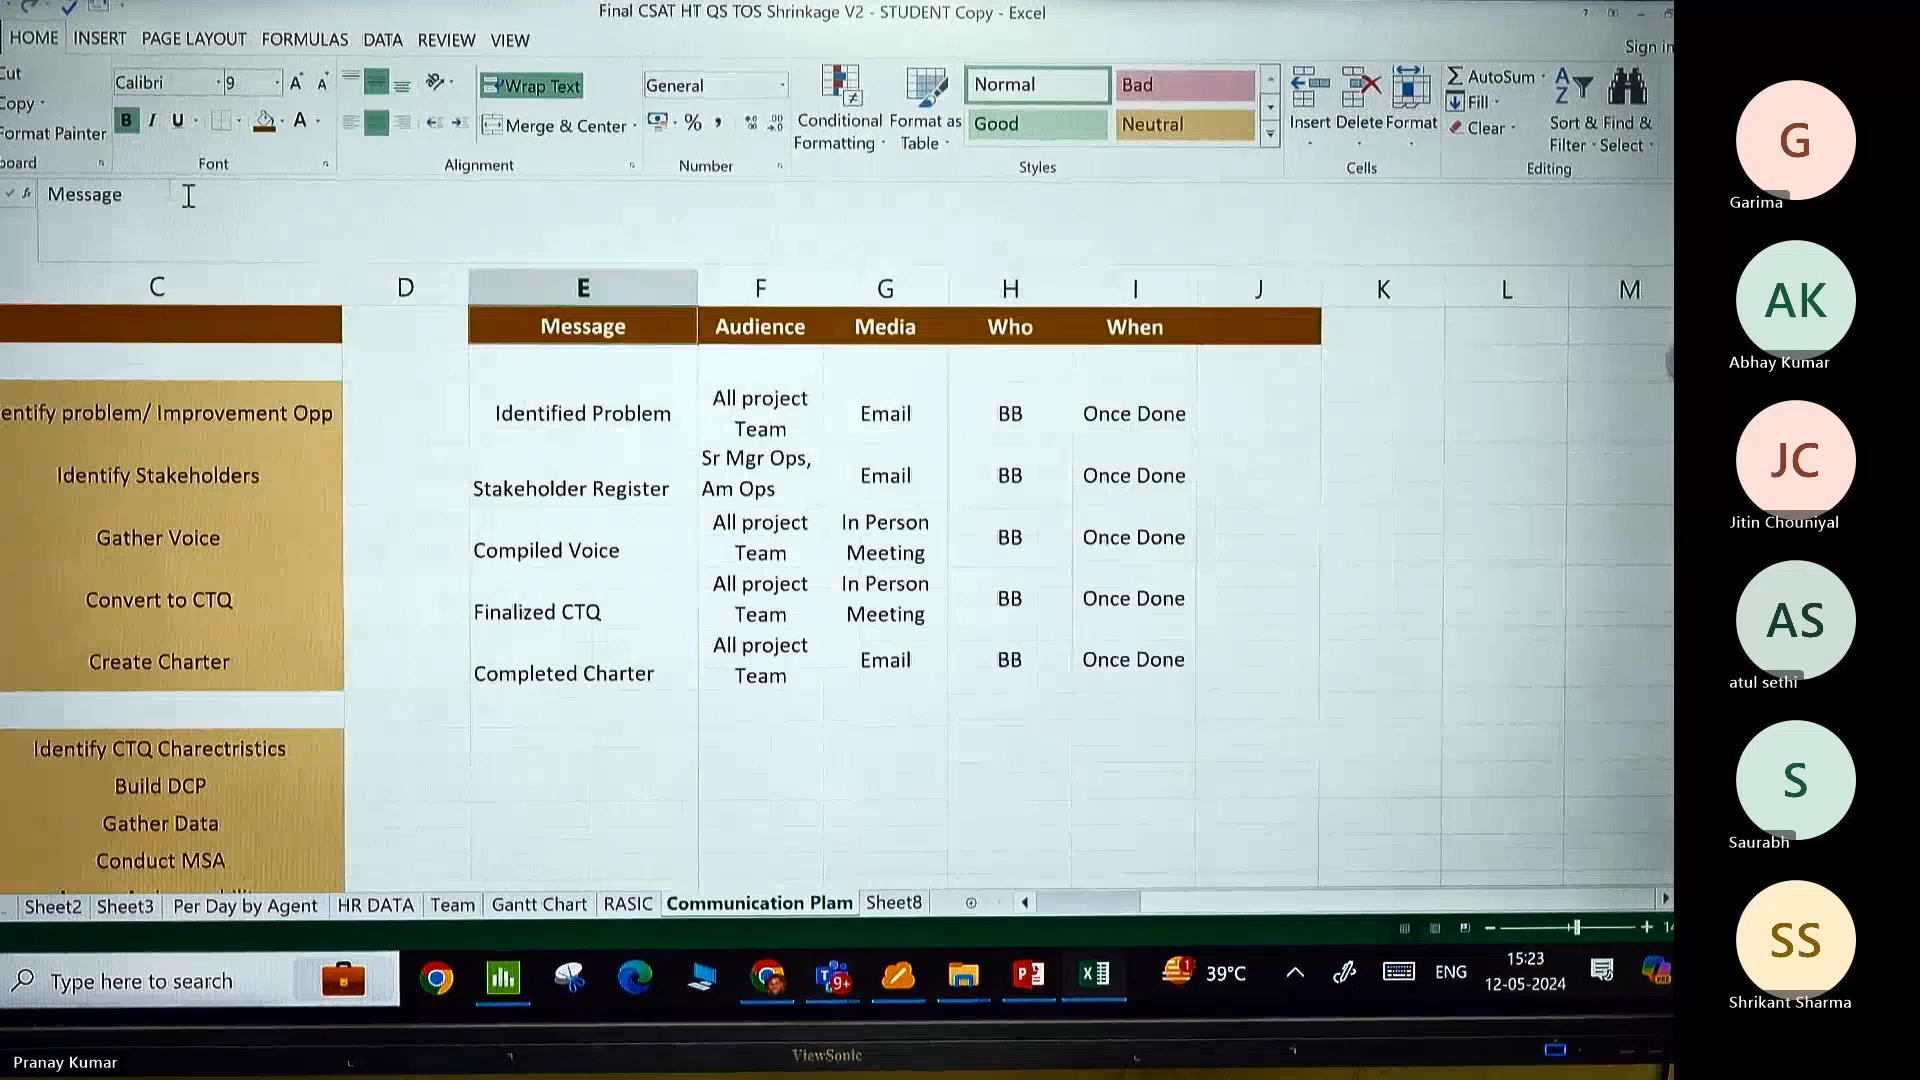 Final CSAT HT QS TOS Shrinkage V2 - STUDENT Copy - Excel
HOME INSERT PAGE LAYOUT FORMULAS DATA REVIEW VIEW
Sign in
Cut
Copy
Format Painter
board
Calibri 9
B I U
Font
Wrap Text
Merge & Center
Alignment
General
Number
Conditional
Formatting
Format as
Table
Normal Bad
Good Neutral
Styles
Insert Delete Format
Cells
AutoSum
Fill
Clear
Sort &
Filter
Find &
Select
Editing
Message
C D E F G H I J K L M
Message Audience Media Who When
entify problem/ Improvement Opp
Identified Problem
All project
Team
Email BB Once Done
Identify Stakeholders
Stakeholder Register
Sr Mgr Ops,
Am Ops
Email BB Once Done
Gather Voice
Compiled Voice
All project
Team
In Person
Meeting
BB Once Done
Convert to CTQ
Finalized CTQ
All project
Team
In Person
Meeting
BB Once Done
Create Charter
Completed Charter
All project
Team
Email BB Once Done
Identify CTQ Charectristics
Build DCP
Gather Data
Conduct MSA
Sheet2 Sheet3 Per Day by Agent HR DATA Team Gantt Chart RASIC Communication Plam Sheet8
Type here to search
9+
39°C
ENG
15:23
12-05-2024
ViewSonic
Pranay Kumar
G
Garima
AK
Abhay Kumar
JC
Jitin Chouniyal
AS
atul sethi
S
Saurabh
SS
Shrikant Sharma